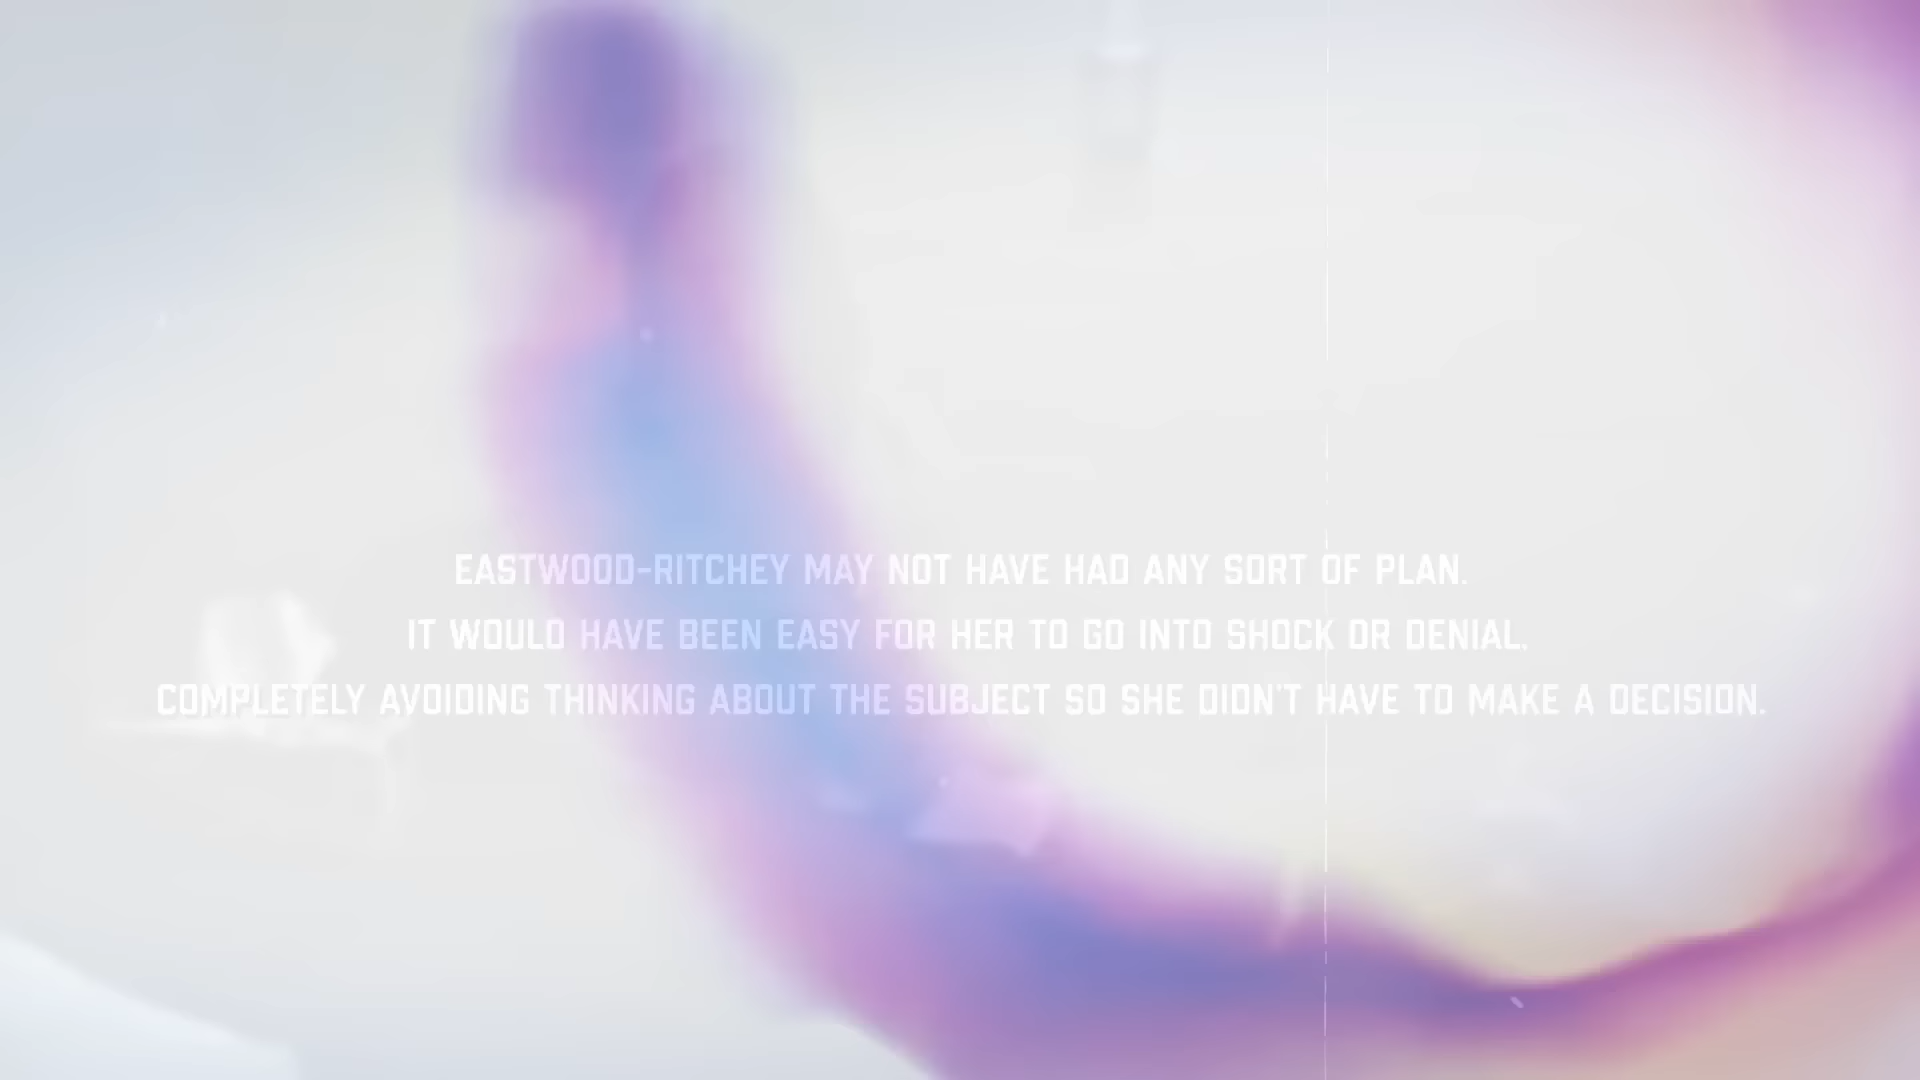 EASTWOOD-RITCHEY MAY NOT HAVE HAD ANY SORT OF PLAN.
IT WOULD HAVE BEEN EASY FOR HER TO GO INTO SHOCK OR DENIAL.
COMPLETELY AVOIDING THINKING ABOUT THE SUBJECT SO SHE DIDN'T HAVE TO MAKE A DECISION.